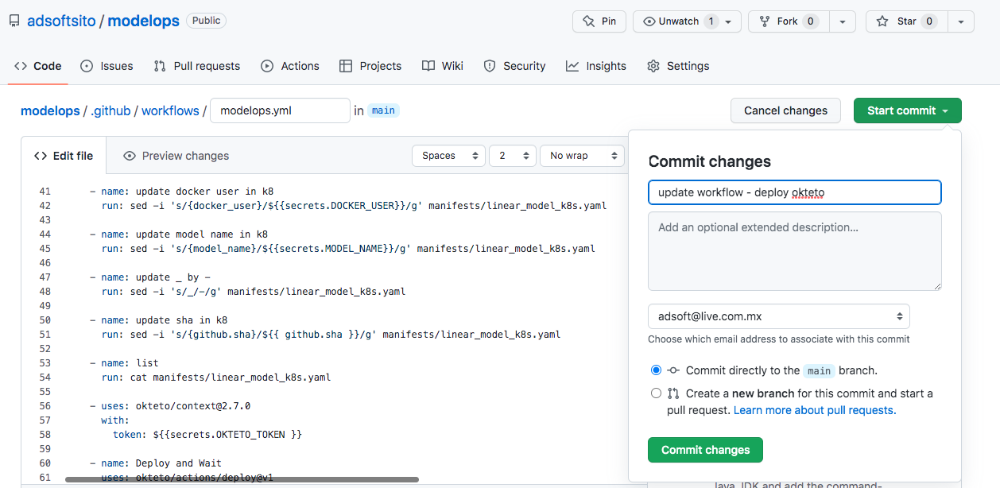 adsoftsito / modelops Public
Pin
Unwatch 1
Fork 0
Star 0
Code
Issues
Pull requests
Actions
Projects
Wiki
Security
Insights
Settings
modelops / .github / workflows / modelops.yml in main
Cancel changes
Start commit
Edit file
Preview changes
Spaces
2
No wrap
41 - name: update docker user in k8
42 run: sed -i 's/{docker_user}/${{secrets.DOCKER_USER}}/g' manifests/linear_model_k8s.yaml
43
44 - name: update model name in k8
45 run: sed -i 's/{model_name}/${{secrets.MODEL_NAME}}/g' manifests/linear_model_k8s.yaml
46
47 - name: update _ by -
48 run: sed -i 's/_/-/g' manifests/linear_model_k8s.yaml
49
50 - name: update sha in k8
51 run: sed -i 's/{github.sha}/${{ github.sha }}/g' manifests/linear_model_k8s.yaml
52
53 - name: list
54 run: cat manifests/linear_model_k8s.yaml
55
56 - uses: okteto/context@2.7.0
57 with:
58 token: ${{secrets.OKTETO_TOKEN }}
59
60 - name: Deploy and Wait
61 uses: okteto/actions/deploy@v1
Commit changes
update workflow - deploy okteto
Add an optional extended description...
adsoft@live.com.mx
Choose which email address to associate with this commit
Commit directly to the main branch.
Create a new branch for this commit and start a
pull request. Learn more about pull requests.
Commit changes
Java JDK and add the command-